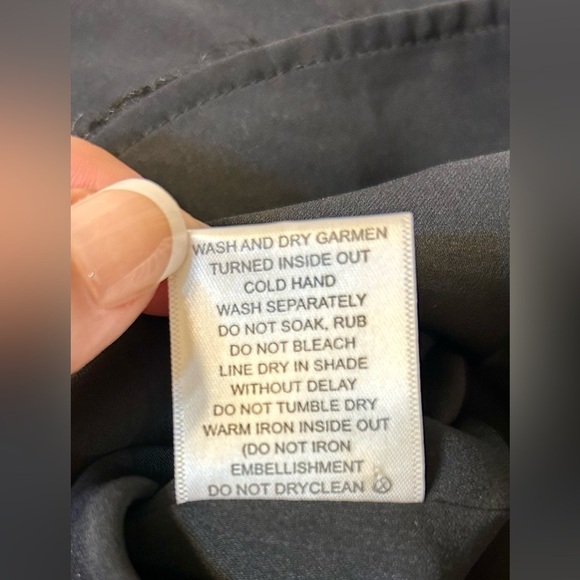 WASH AND DRY GARMEN
TURNED INSIDE OUT
COLD HAND
WASH SEPARATELY
DO NOT SOAK, RUB
DO NOT BLEACH
LINE DRY IN SHADE
WITHOUT DELAY
DO NOT TUMBLE DRY
WARM IRON INSIDE OUT
(DO NOT IRON
EMBELLISHMENT
DO NOT DRYCLEAN